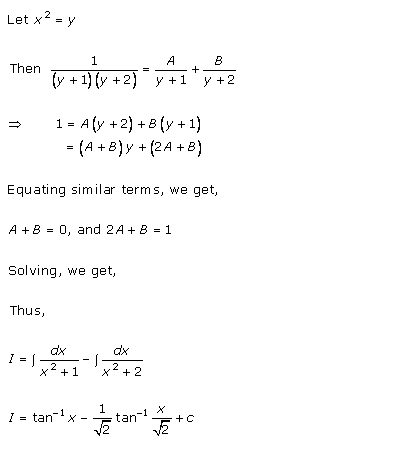 Let x² = y
Then 1/((y + 1)(y + 2)) = A/(y + 1) + B/(y + 2)
⇒ 1 = A(y + 2) + B(y + 1)
= (A + B)y + (2A + B)
Equating similar terms, we get,
A + B = 0, and 2A + B = 1
Solving, we get,
Thus,
I = ∫ dx/(x² + 1) − ∫ dx/(x² + 2)
I = tan⁻¹ x − 1/√2 tan⁻¹ x/√2 + c